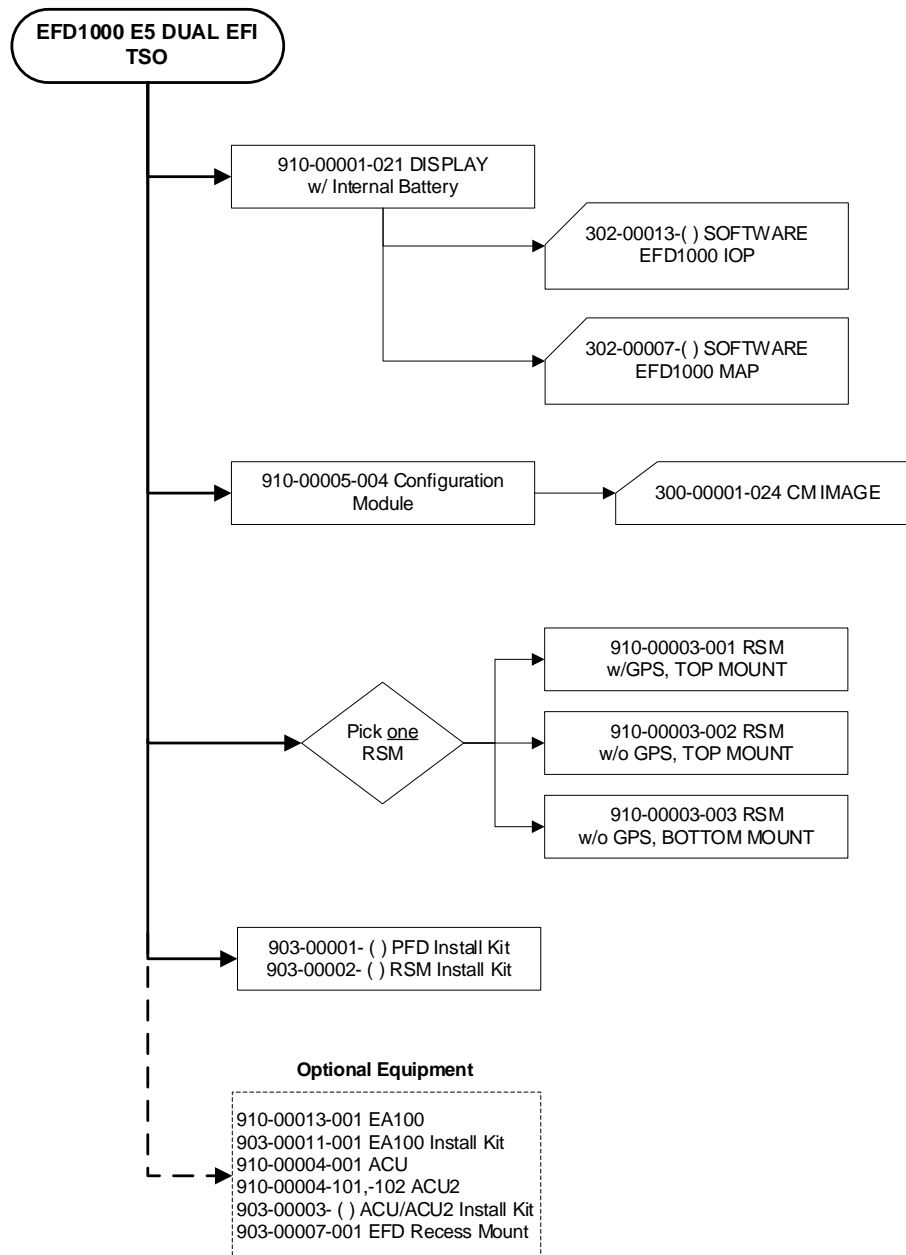 EFD1000 E5 DUAL EFI
TSO
910-00001-021 DISPLAY
w/ Internal Battery
302-00013-( ) SOFTWARE
EFD1000 IOP
302-00007-( ) SOFTWARE
EFD1000 MAP
910-00005-004 Configuration
Module
300-00001-024 CM IMAGE
Pick one
RSM
910-00003-001 RSM
w/GPS, TOP MOUNT
910-00003-002 RSM
w/o GPS, TOP MOUNT
910-00003-003 RSM
w/o GPS, BOTTOM MOUNT
903-00001- ( ) PFD Install Kit
903-00002- ( ) RSM Install Kit
Optional Equipment
910-00013-001 EA100
903-00011-001 EA100 Install Kit
910-00004-001 ACU
910-00004-101,-102 ACU2
903-00003- ( ) ACU/ACU2 Install Kit
903-00007-001 EFD Recess Mount